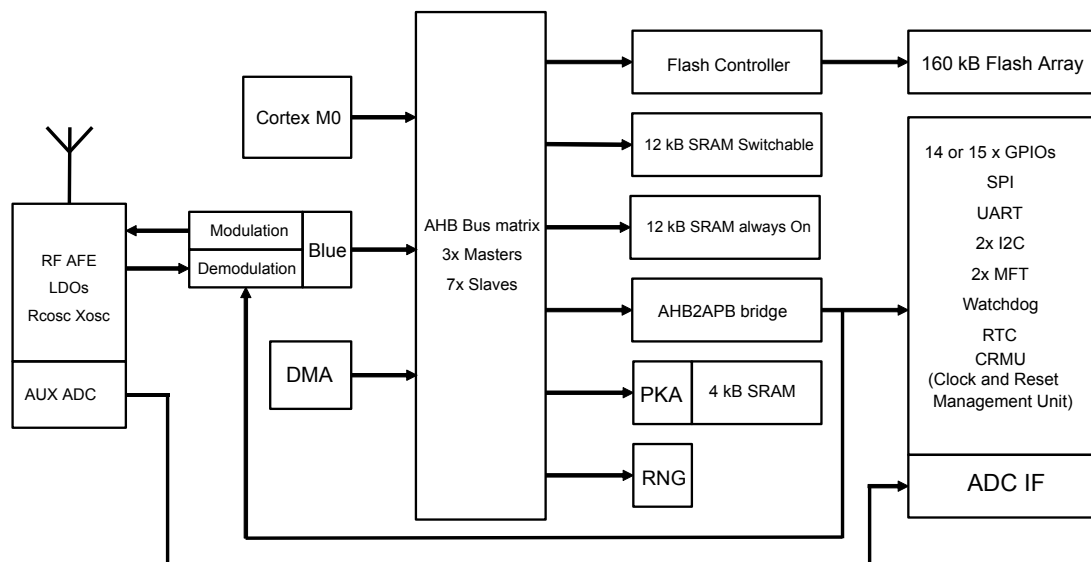 Flash Controller
160 kB Flash Array
Cortex M0
12 kB SRAM Switchable
14 or 15 x GPIOs
SPI
UART
2x I2C
2x MFT
Watchdog
RTC
CRMU
(Clock and Reset
Management Unit)
Modulation
Demodulation
Blue
AHB Bus matrix
3x Masters
7x Slaves
12 kB SRAM always On
RF AFE
LDOs
Rcosc Xosc
AHB2APB bridge
DMA
AUX ADC
PKA
4 kB SRAM
RNG
ADC IF